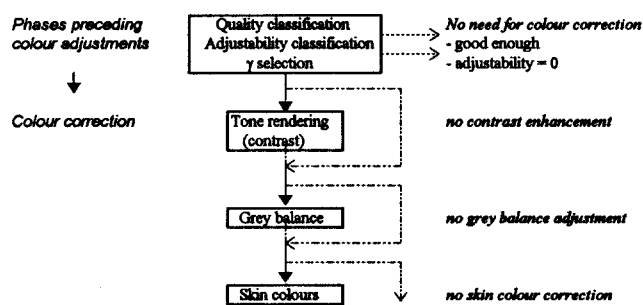 Phases preceding
colour adjustments
Quality classification
Adjustability classification
γ selection
No need for colour correction
- good enough
- adjustability = 0
Colour correction
Tone rendering
(contrast)
no contrast enhancement
Grey balance
no grey balance adjustment
Skin colours
no skin colour correction